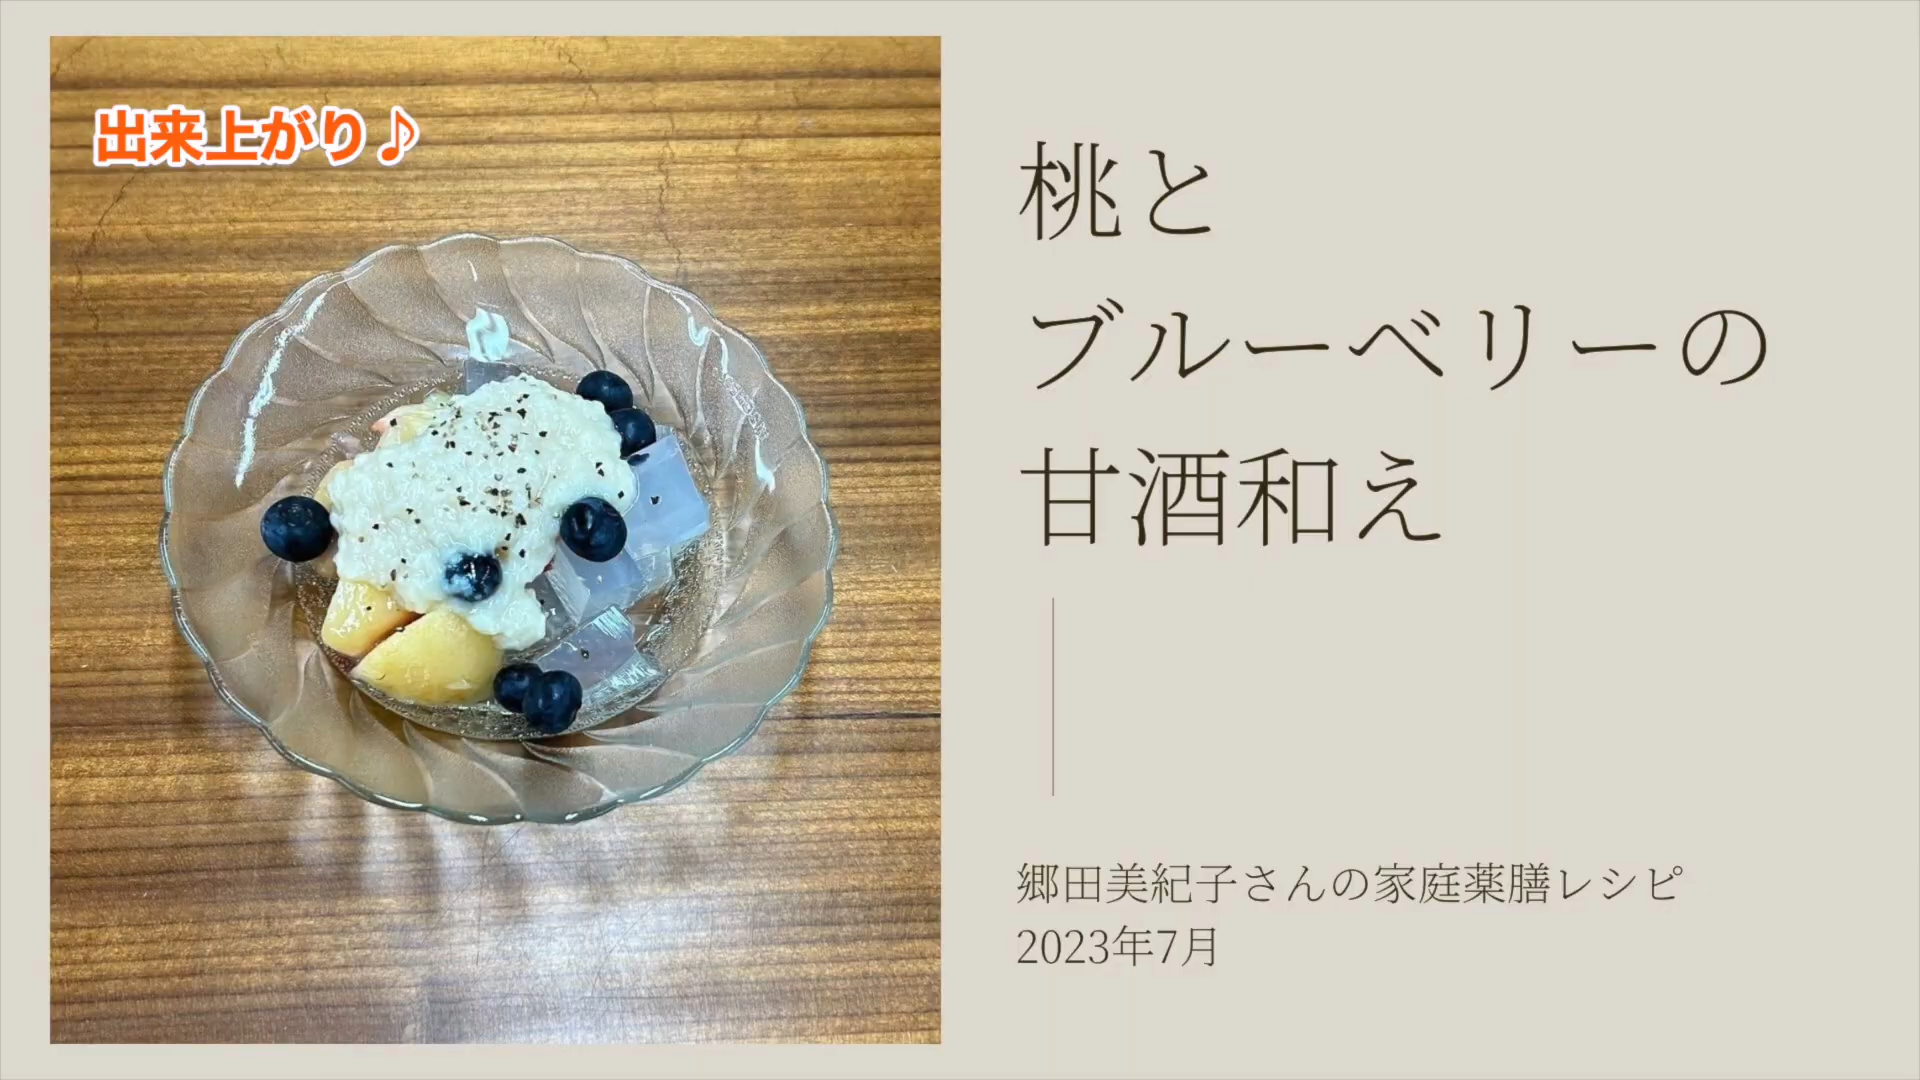 出来上がり♪
桃と
ブルーベリーの
甘酒和え
郷田美紀子さんの家庭薬膳レシピ
2023年7月